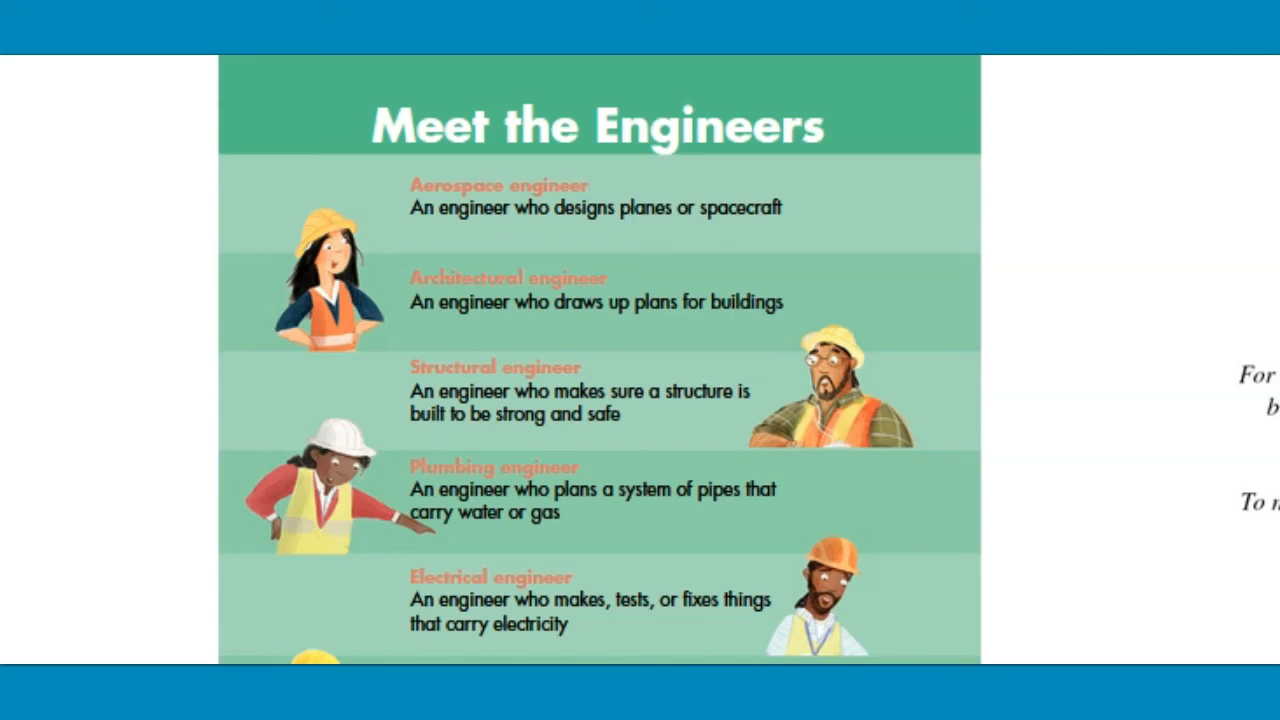 Meet the Engineers
Aerospace engineer
An engineer who designs planes or spacecraft
Architectural engineer
An engineer who draws up plans for buildings
Structural engineer
An engineer who makes sure a structure is
built to be strong and safe
Plumbing engineer
An engineer who plans a system of pipes that
carry water or gas
Electrical engineer
An engineer who makes, tests, or fixes things
that carry electricity
For
b
To